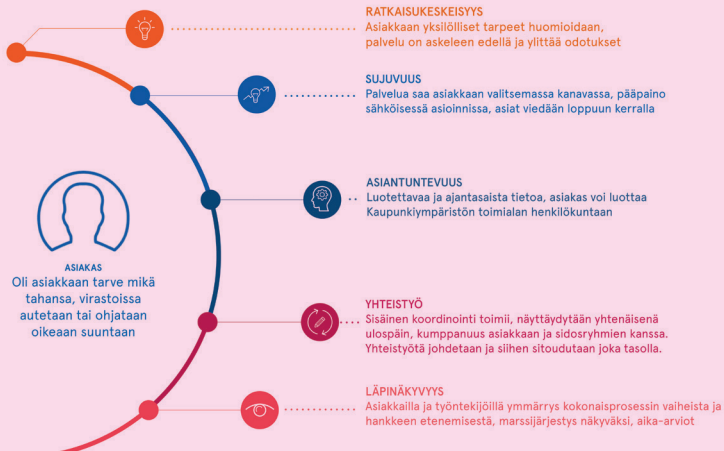 RATKAISUKESKEISYYS
Asiakkaan yksilölliset tarpeet huomioidaan,
palvelu on askeleen edellä ja ylittää odotukset
SUJUVUUS
Palvelua saa asiakkaan valitsemassa kanavassa, pääpaino
sähköisessä asioinnissa, asiat viedään loppuun kerralla
ASIANTUNTEVUUS
Luotettavaa ja ajantasaista tietoa, asiakas voi luottaa
Kaupunkiympäristön toimialan henkilökuntaan
ASIAKAS
Oli asiakkaan tarve mikä
tahansa, virastoissa
autetaan tai ohjataan
oikeaan suuntaan
YHTEISTYÖ
Sisäinen koordinointi toimii, näyttäydytään yhtenäisenä
ulospäin, kumppanuus asiakkaan ja sidosryhmien kanssa.
Yhteistyötä johdetaan ja siihen sitoudutaan joka tasolla.
LÄPINÄKYVYYS
Asiakkailla ja työntekijöillä ymmärrys kokonaisprosessin vaiheista ja
hankkeen etenemisestä, marssijärjestys näkyväksi, aika-arviot